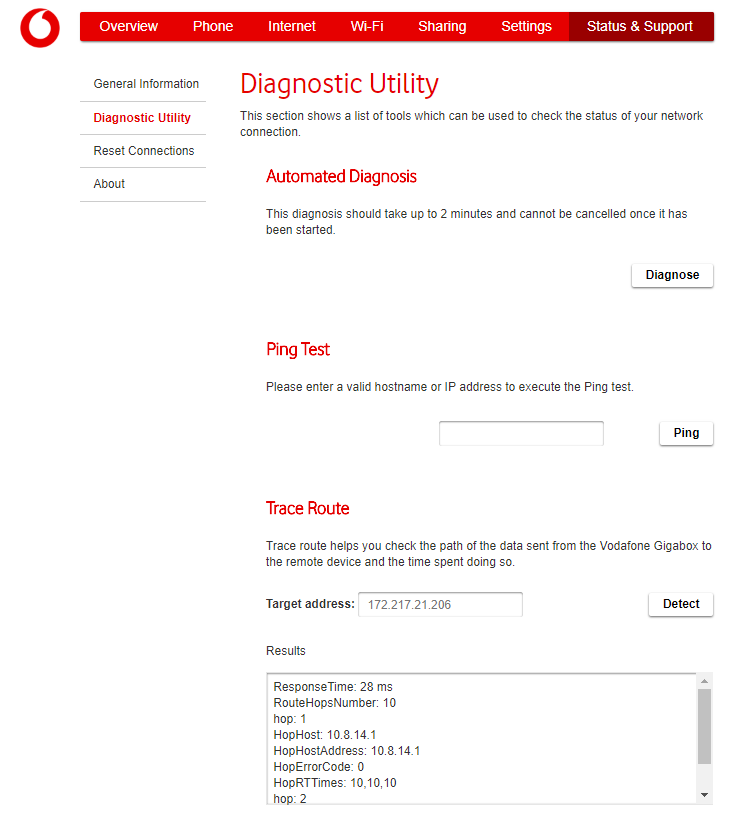 Overview Phone Internet Wi-Fi Sharing Settings Status & Support
General Information
Diagnostic Utility
Reset Connections
About
Diagnostic Utility
This section shows a list of tools which can be used to check the status of your network
connection.
Automated Diagnosis
This diagnosis should take up to 2 minutes and cannot be cancelled once it has
been started.
Diagnose
Ping Test
Please enter a valid hostname or IP address to execute the Ping test.
Ping
Trace Route
Trace route helps you check the path of the data sent from the Vodafone Gigabox to
the remote device and the time spent doing so.
Target address: 172.217.21.206 Detect
Results
ResponseTime: 28 ms
RouteHopsNumber: 10
hop: 1
HopHost: 10.8.14.1
HopHostAddress: 10.8.14.1
HopErrorCode: 0
HopRTTimes: 10,10,10
hop: 2